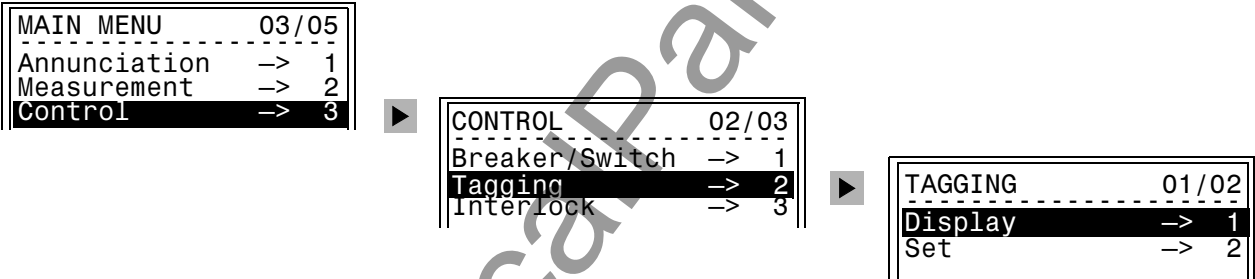 MAIN MENU 03/05
Annunciation –> 1
Measurement –> 2
Control –> 3
CONTROL 02/03
Breaker/Switch –> 1
Tagging –> 2
Interlock –> 3
TAGGING 01/02
Display –> 1
Set –> 2